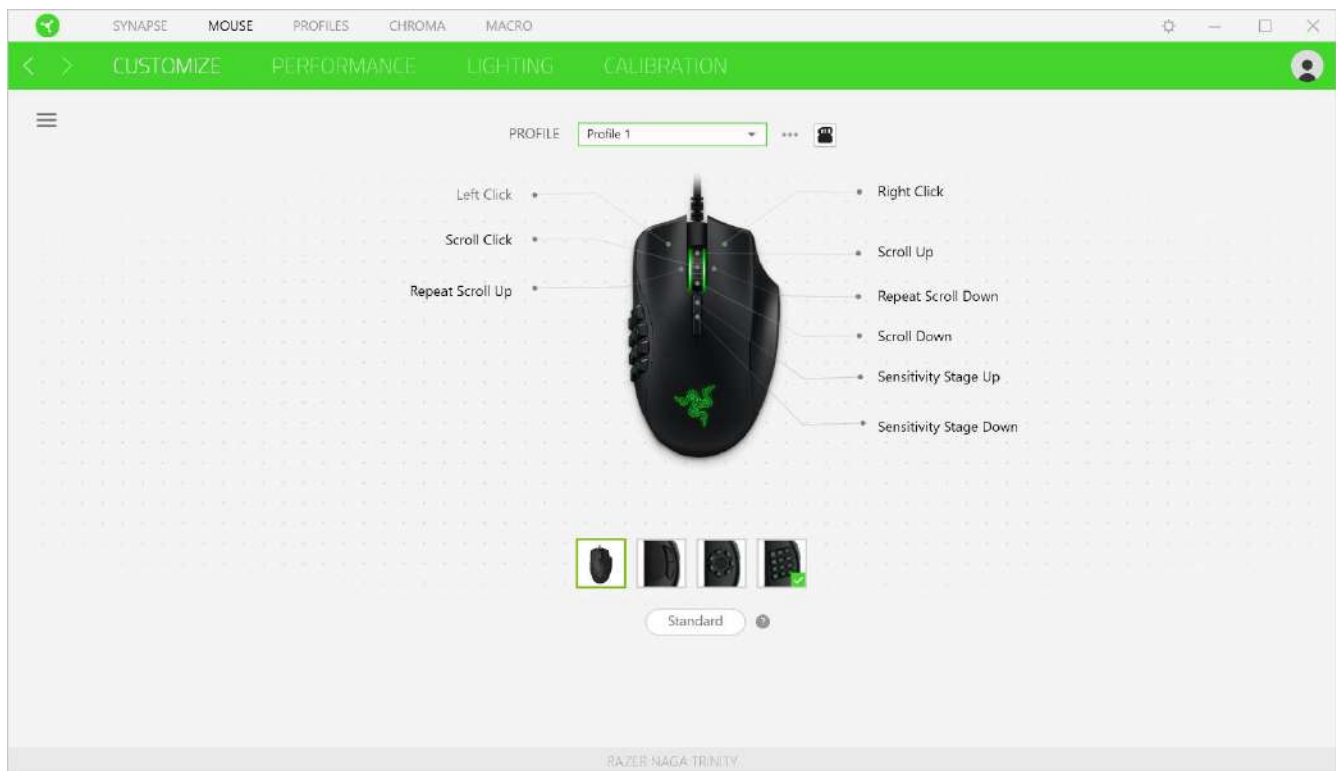 SYNAPSE MOUSE PROFILES CHROMA MACRO
CUSTOMIZE PERFORMANCE LIGHTING CALIBRATION
PROFILE Profile 1
Left Click
Right Click
Scroll Click
Scroll Up
Repeat Scroll Up
Repeat Scroll Down
Scroll Down
Sensitivity Stage Up
Sensitivity Stage Down
Standard ?
RAZER NAGA TRINITY